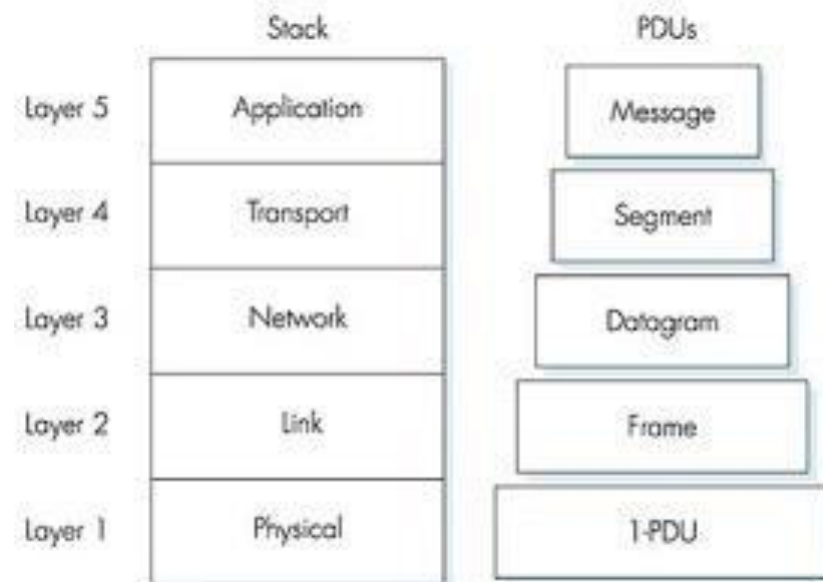 Stack PDUs
Layer 5 Application Message
Layer 4 Transport Segment
Layer 3 Network Datagram
Layer 2 Link Frame
Layer 1 Physical 1-PDU